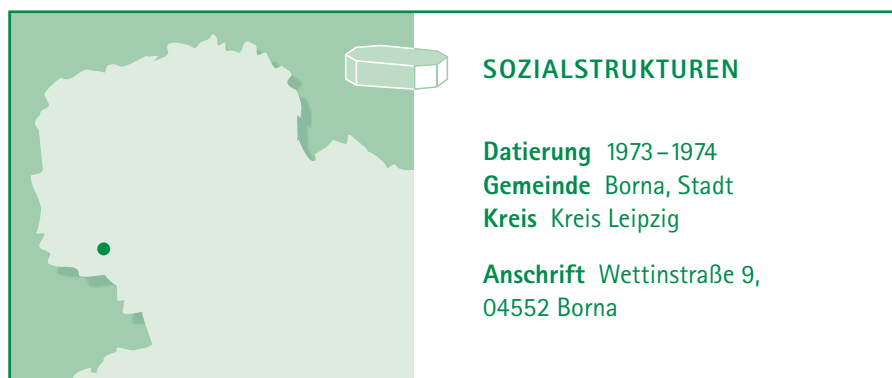 SOZIALSTRUKTUREN
Datierung 1973–1974
Gemeinde Borna, Stadt
Kreis Kreis Leipzig
Anschrift Wettinstraße 9,
04552 Borna